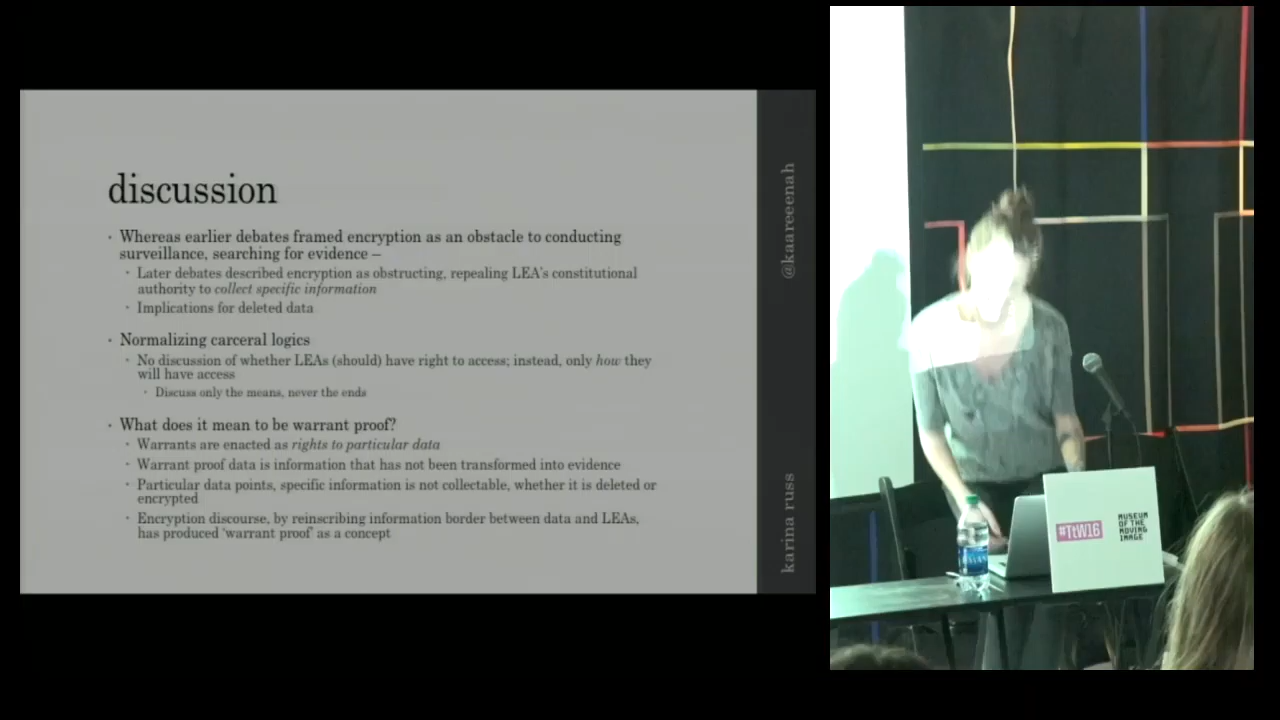 discussion
· Whereas earlier debates framed encryption as an obstacle to conducting
surveillance, searching for evidence –
· Later debates described encryption as obstructing, repealing LEA's constitutional
authority to collect specific information
· Implications for deleted data
· Normalizing carceral logics
· No discussion of whether LEAs (should) have right to access; instead, only how they
will have access
· Discuss only the means, never the ends
· What does it mean to be warrant proof?
· Warrants are enacted as rights to particular data
· Warrant proof data is information that has not been transformed into evidence
· Particular data points, specific information is not collectable, whether it is deleted or
encrypted
· Encryption discourse, by reinscribing information border between data and LEAs,
has produced 'warrant proof' as a concept
@kaareeenah
karina russ
#TtW16
MUSEUM
OF THE
MOVING
IMAGE